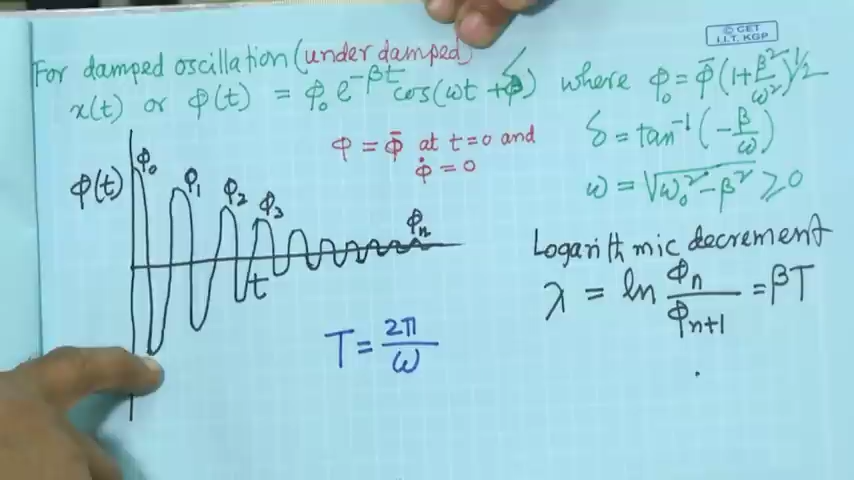 © CET
I.I.T. KGP
For damped oscillation (under damped)
x(t) or φ(t) = φ₀ e^{-βt} cos(ωt + δ) where φ₀ = φ̄ (1 + β²/ω²)^{1/2}
φ = φ̄ at t=0 and
φ̇ = 0
δ = tan⁻¹ (-β/ω)
ω = √(ω₀² - β²) ≥ 0
φ(t)
φ₀
φ₁
φ₂
φ₃
φₙ
t
Logarithmic decrement
λ = ln φₙ/φₙ₊₁ = βT
T = 2π/ω